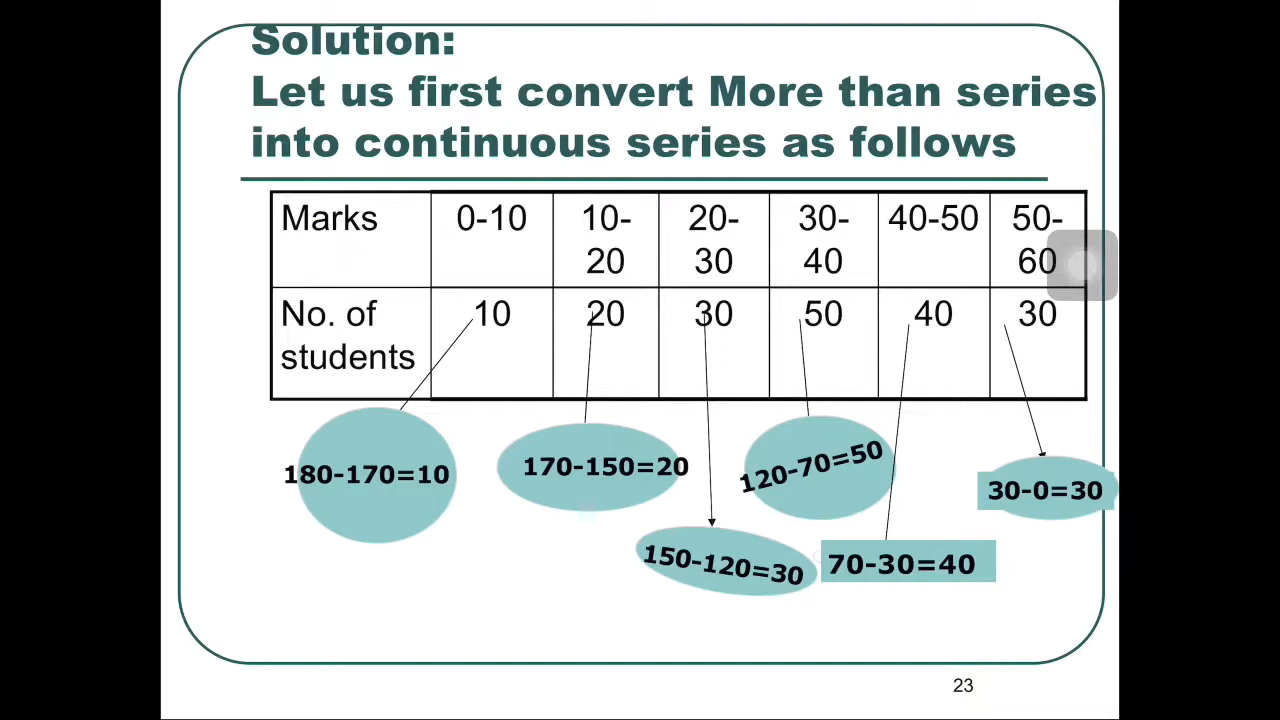 Solution:
Let us first convert More than series
into continuous series as follows
Marks 0-10 10-20 20-30 30-40 40-50 50-60
No. of students 10 20 30 50 40 30
180-170=10
170-150=20
120-70=50
30-0=30
150-120=30
70-30=40
23